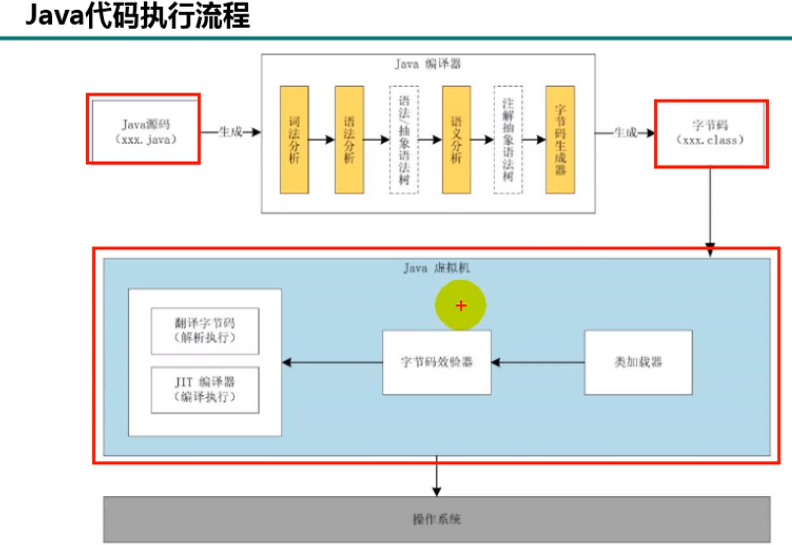 Java代码执行流程
Java 编译器
Java源码
(xxx.java)
生成
词法分析
语法分析
语法/抽象语法树
语义分析
注解抽象语法树
字节码生成器
生成
字节码
(xxx.class)
Java 虚拟机
翻译字节码
(解析执行)
JIT 编译器
(编译执行)
字节码效验器
类加载器
操作系统